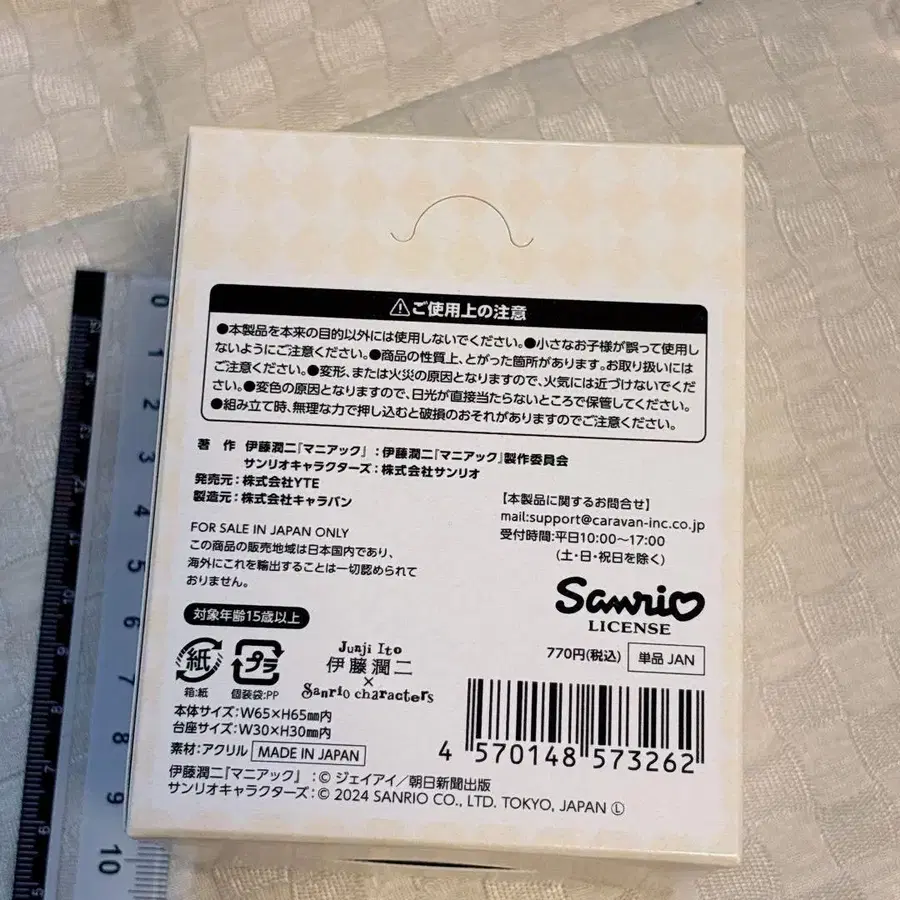 ⚠ご使用上の注意
●本製品を本来の目的以外には使用しないでください。●小さなお子様が誤って使用し
ないようにご注意ください。●商品の性質上、とがった箇所があります。お取り扱いには
ご注意ください。●変形、または火災の原因となりますので、火気には近づけないでくだ
さい。●変色の原因となりますので、日光が直接当たらないところで保管してください。
●組み立て時、無理な力で押し込むと破損のおそれがありますのでご注意ください。
著 作 伊藤潤二『マニアック』:伊藤潤二『マニアック』製作委員会
サンリオキャラクターズ:株式会社サンリオ
発売元:株式会社YTE
製造元:株式会社キャラバン
【本製品に関するお問合せ】
mail:support@caravan-inc.co.jp
受付時間:平日10:00〜17:00
(土・日・祝日を除く)
FOR SALE IN JAPAN ONLY
この商品の販売地域は日本国内であり、
海外にこれを輸出することは一切認められて
おりません。
対象年齢15歳以上
Sanrio
LICENSE
770円(税込) 単品 JAN
紙
箱:紙
プラ
個装袋:PP
Junji Ito
伊藤潤二
×
Sanrio characters
本体サイズ:W65×H65㎜内
台座サイズ:W30×H30㎜内
素材:アクリル MADE IN JAPAN
4 570148 573262
伊藤潤二『マニアック』:© ジェイアイ/朝日新聞出版
サンリオキャラクターズ:© 2024 SANRIO CO., LTD. TOKYO, JAPAN Ⓛ
0
1
2
3
4
5
6
7
8
9
10